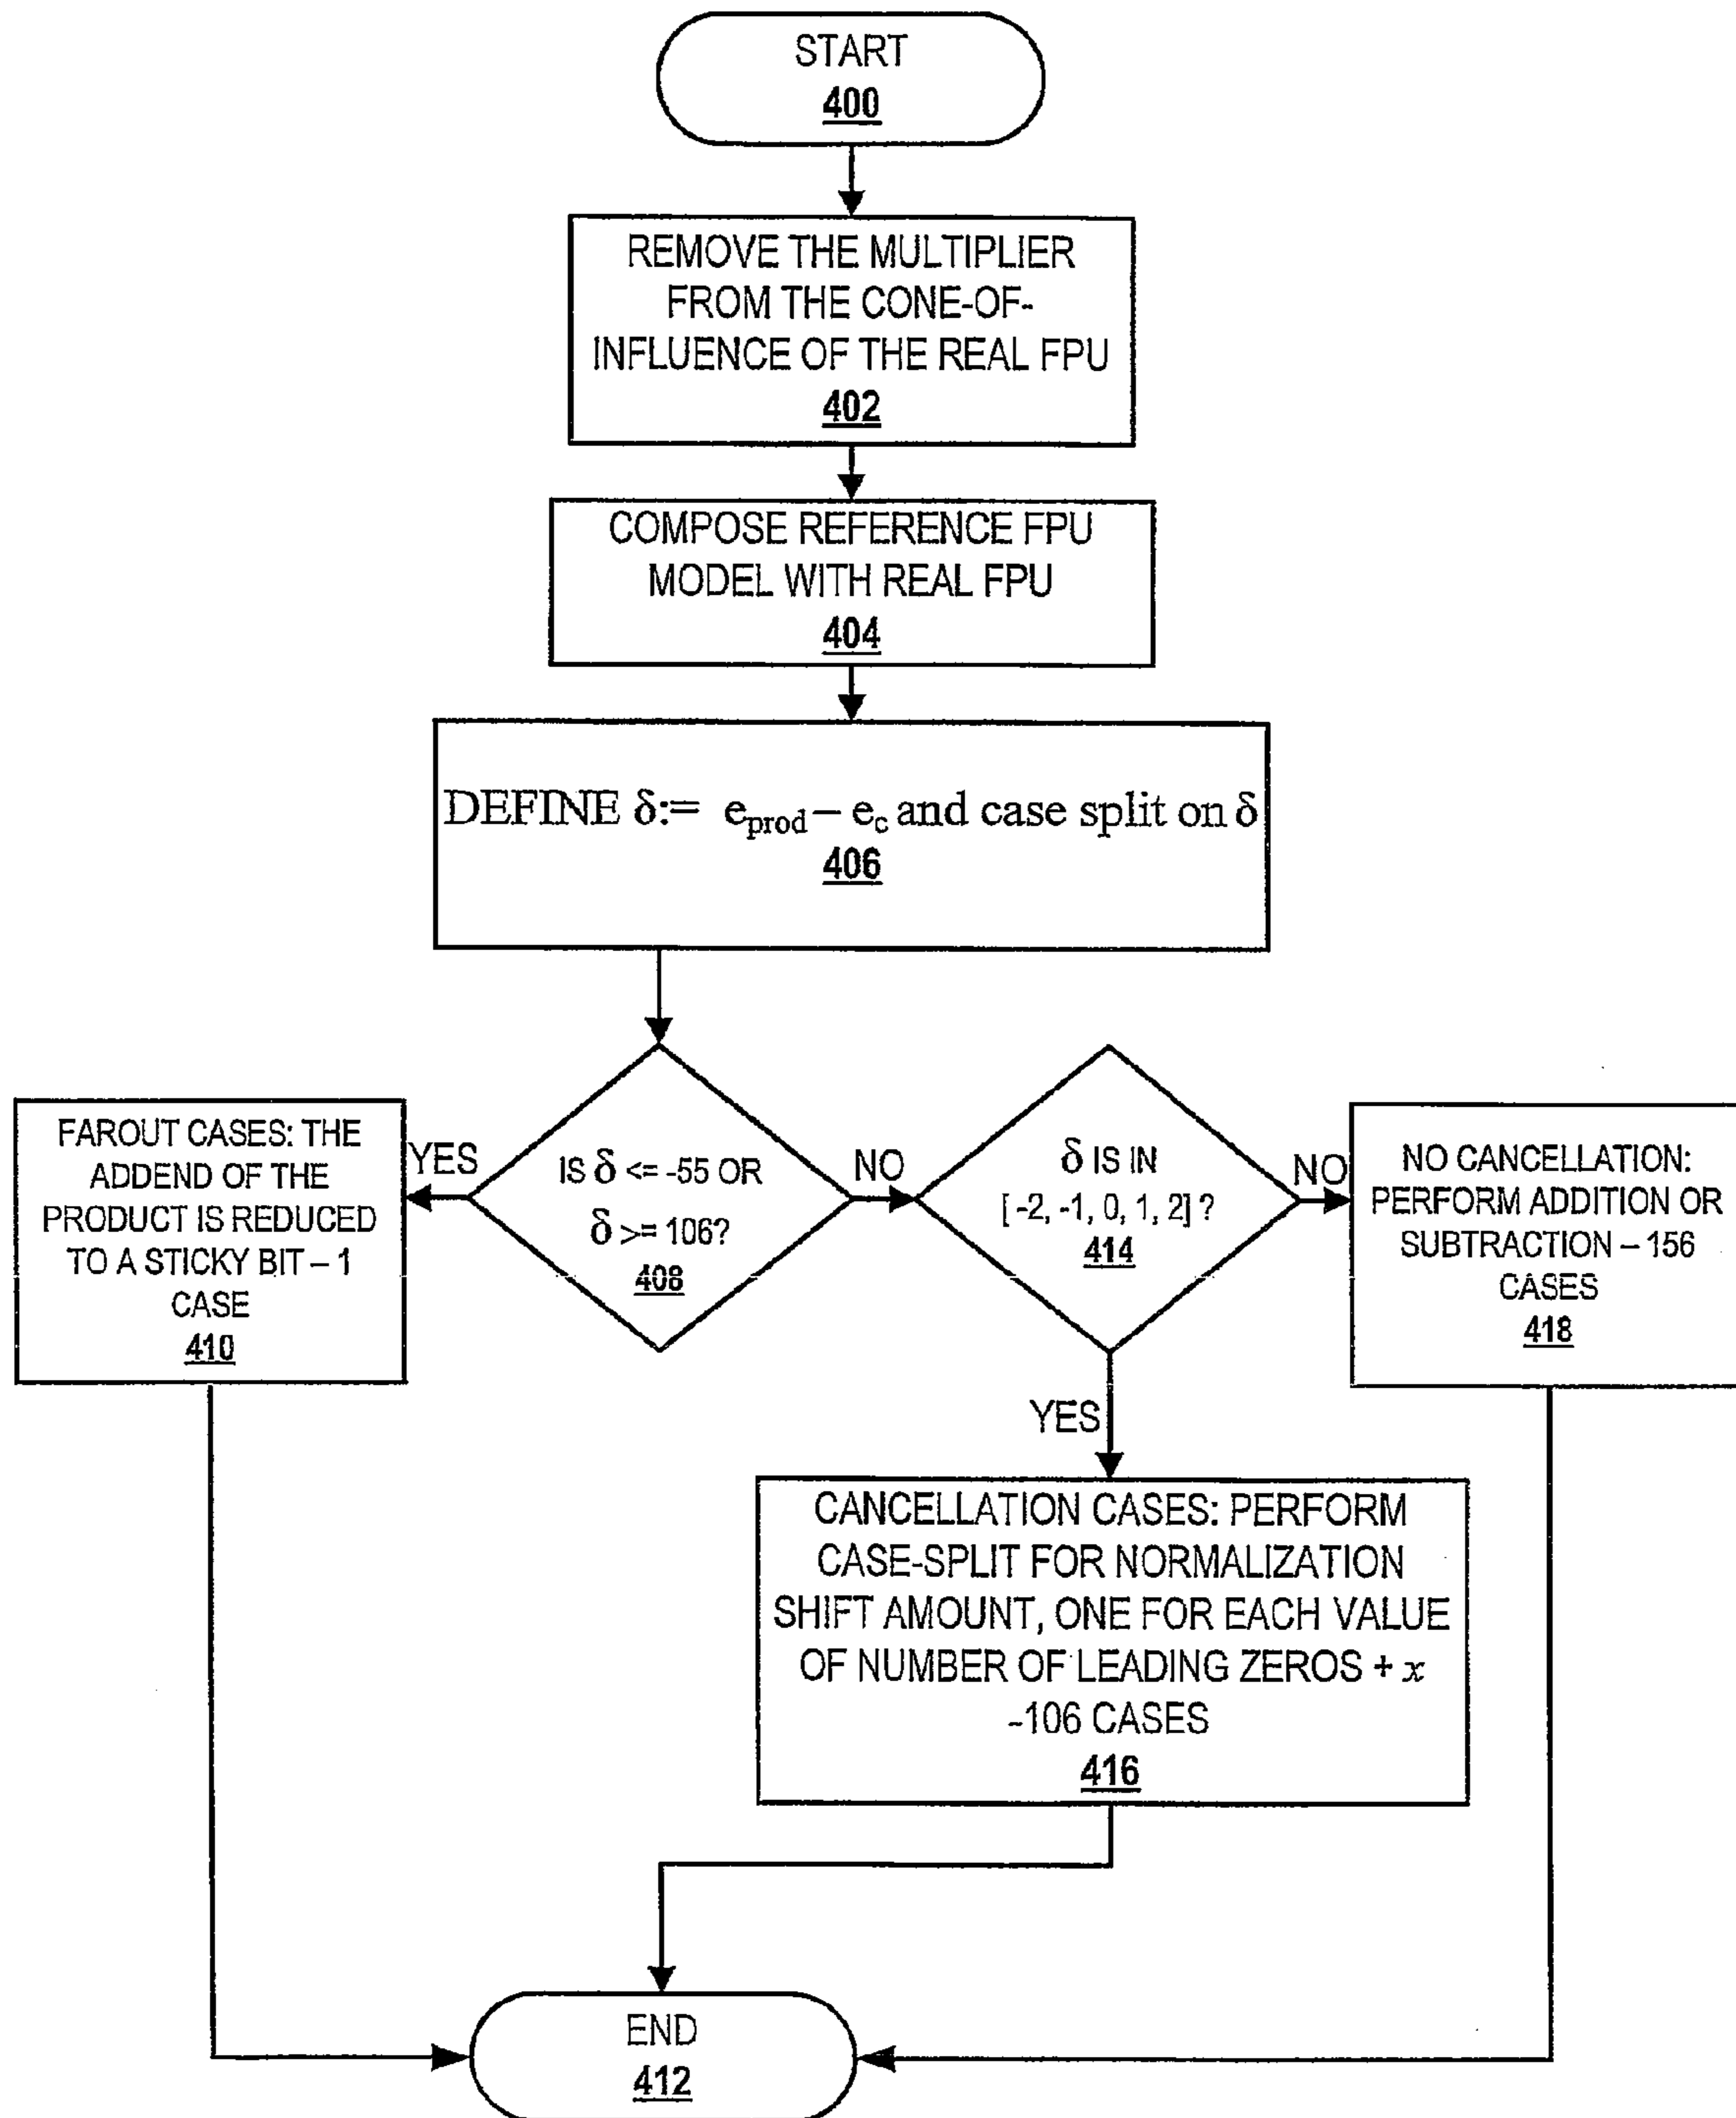 START
400
REMOVE THE MULTIPLIER
FROM THE CONE-OF-
INFLUENCE OF THE REAL FPU
402
COMPOSE REFERENCE FPU
MODEL WITH REAL FPU
404
DEFINE δ:= e_prod – e_c and case split on δ
406
IS δ <= -55 OR
δ >= 106?
408
YES
NO
FAROUT CASES: THE
ADDEND OF THE
PRODUCT IS REDUCED
TO A STICKY BIT – 1
CASE
410
δ IS IN
[ -2, -1, 0, 1, 2] ?
414
NO
YES
NO CANCELLATION:
PERFORM ADDITION OR
SUBTRACTION – 156
CASES
418
CANCELLATION CASES: PERFORM
CASE-SPLIT FOR NORMALIZATION
SHIFT AMOUNT, ONE FOR EACH VALUE
OF NUMBER OF LEADING ZEROS + x
-106 CASES
416
END
412